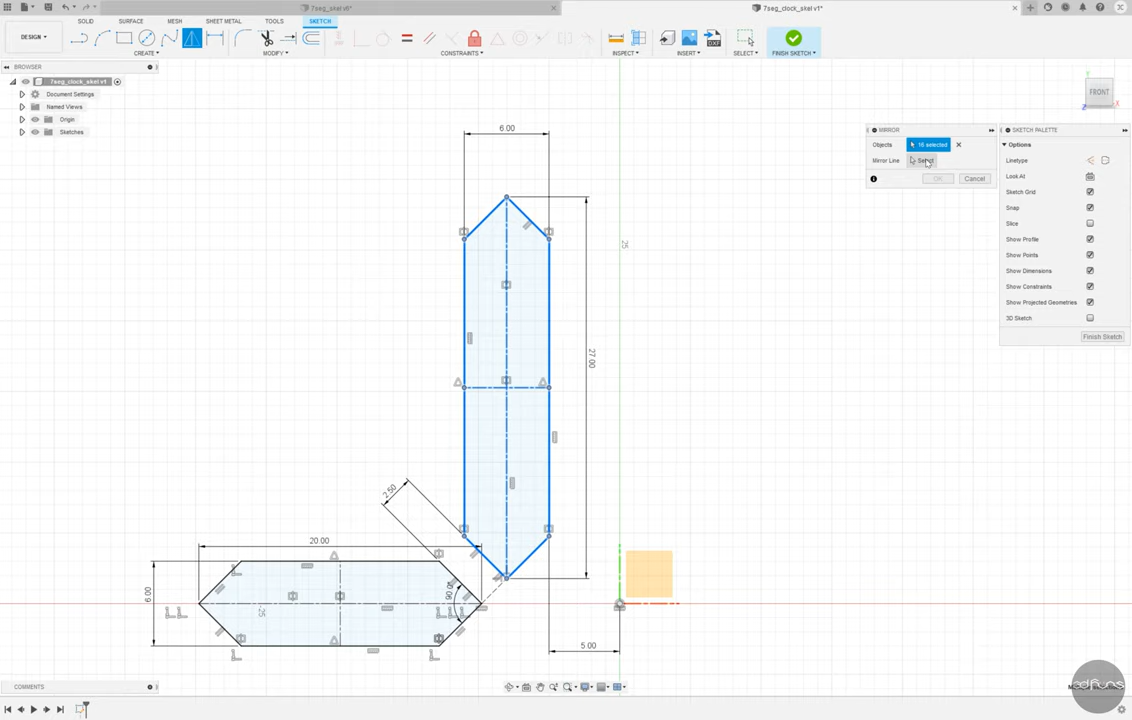 7seg_clock_skel v8*
7seg_clock_skel v1*
DESIGN
SOLID
SURFACE
MESH
SHEET METAL
TOOLS
SKETCH
CREATE
MODIFY
CONSTRAINTS
INSPECT
INSERT
SELECT
FINISH SKETCH
BROWSER
7seg_clock_skel v1
Document Settings
Named Views
Origin
Sketches
Y
FRONT
X
Z
MIRROR
Objects
16 selected
Mirror Line
Select
OK
Cancel
SKETCH PALETTE
Options
Linetype
Look At
Sketch Grid
Snap
Slice
Show Profile
Show Points
Show Dimensions
Show Constraints
Show Projected Geometries
3D Sketch
Finish Sketch
6.00
25
27.00
2.50
20.00
6.00
25
5.00
COMMENTS